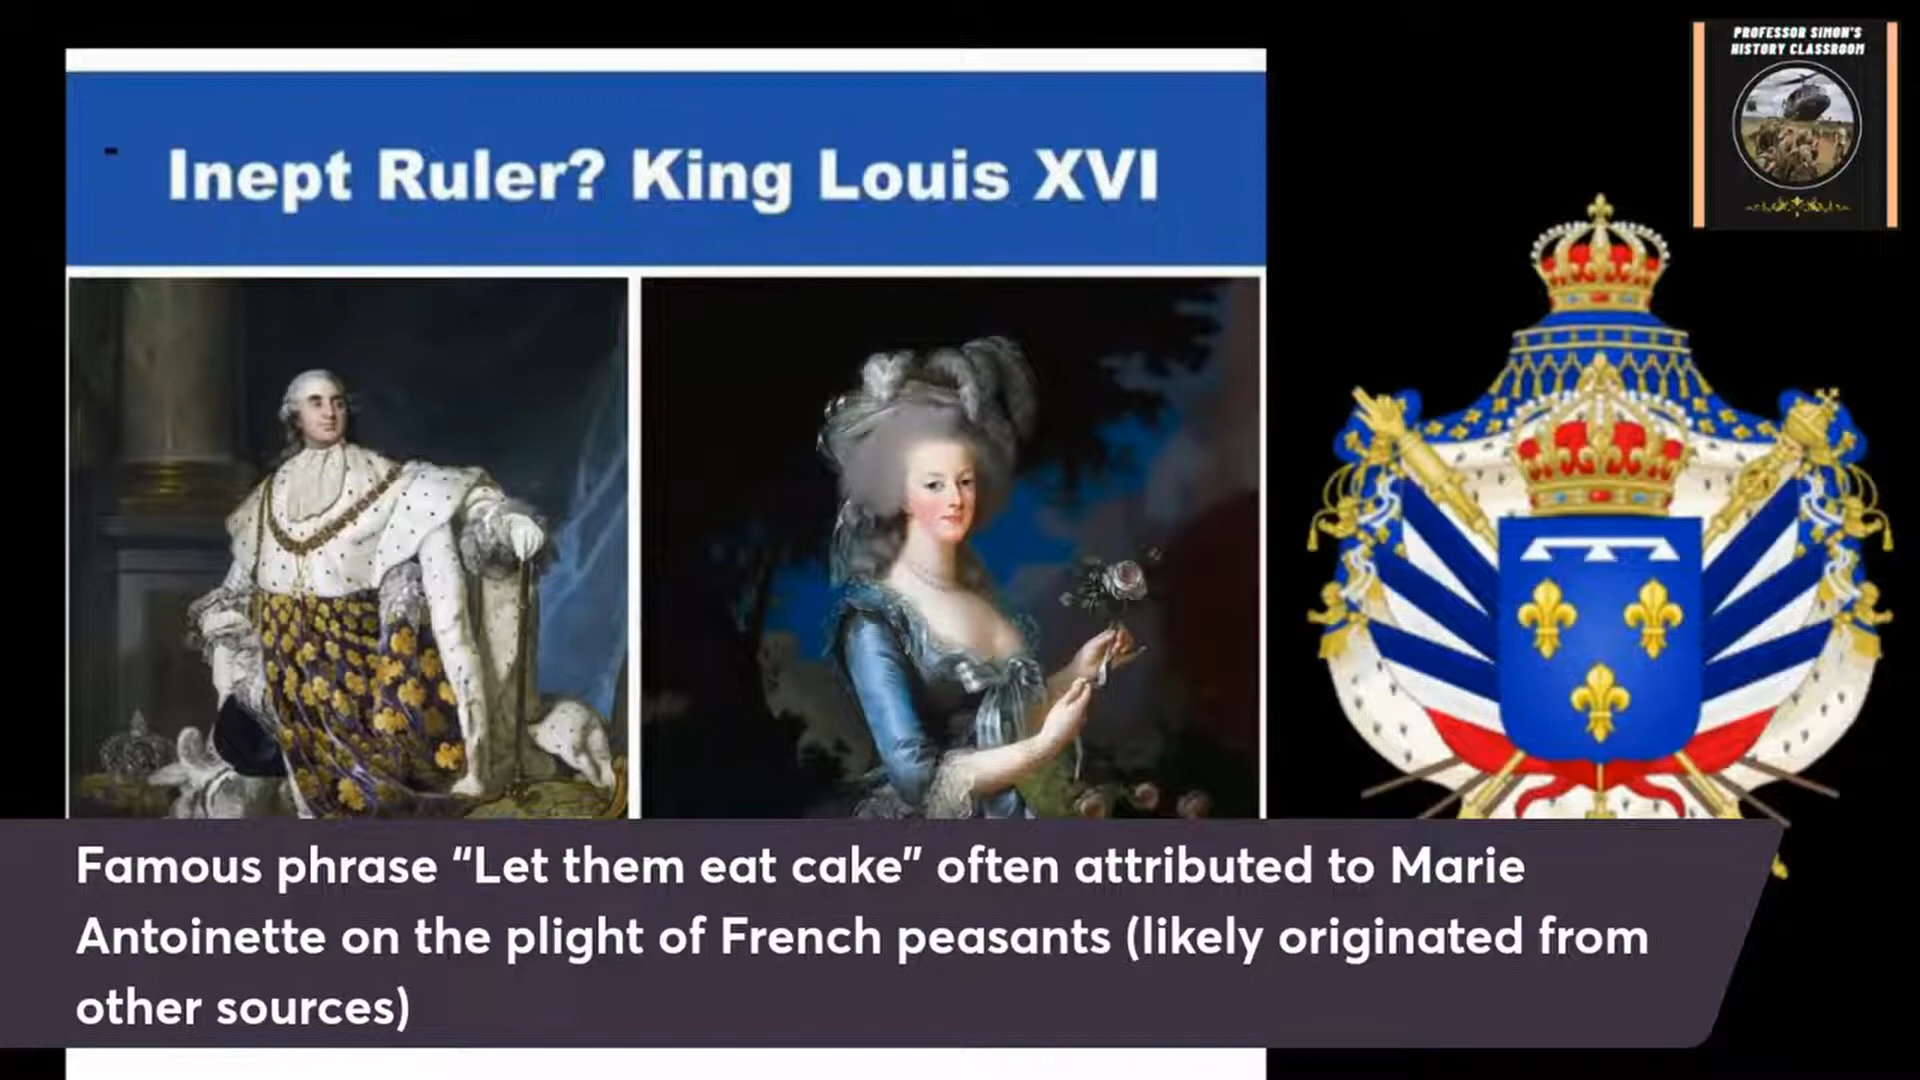 PROFESSOR SIMON'S
HISTORY CLASSROOM
Inept Ruler? King Louis XVI
Famous phrase “Let them eat cake” often attributed to Marie
Antoinette on the plight of French peasants (likely originated from
other sources)